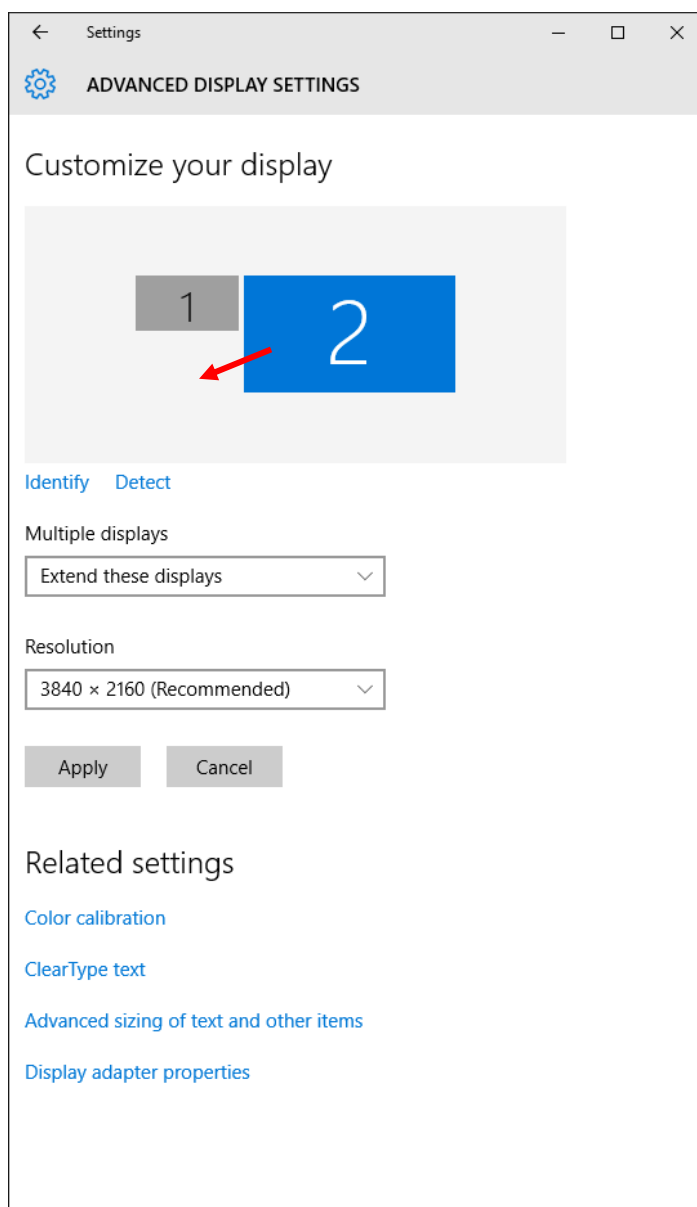 Settings
ADVANCED DISPLAY SETTINGS
Customize your display
1
2
Identify Detect
Multiple displays
Extend these displays
Resolution
3840 × 2160 (Recommended)
Apply Cancel
Related settings
Color calibration
ClearType text
Advanced sizing of text and other items
Display adapter properties